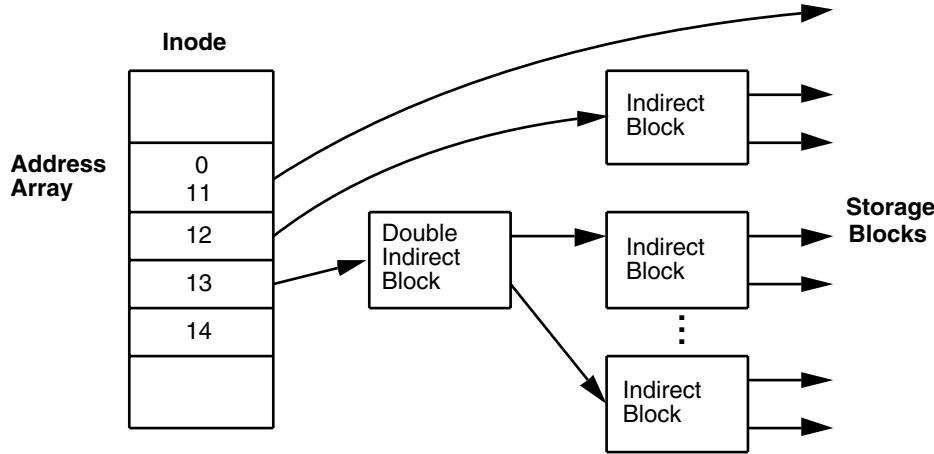 Inode
Address
Array
0
11
12
13
14
Indirect
Block
Double
Indirect
Block
Indirect
Block
Indirect
Block
Storage
Blocks